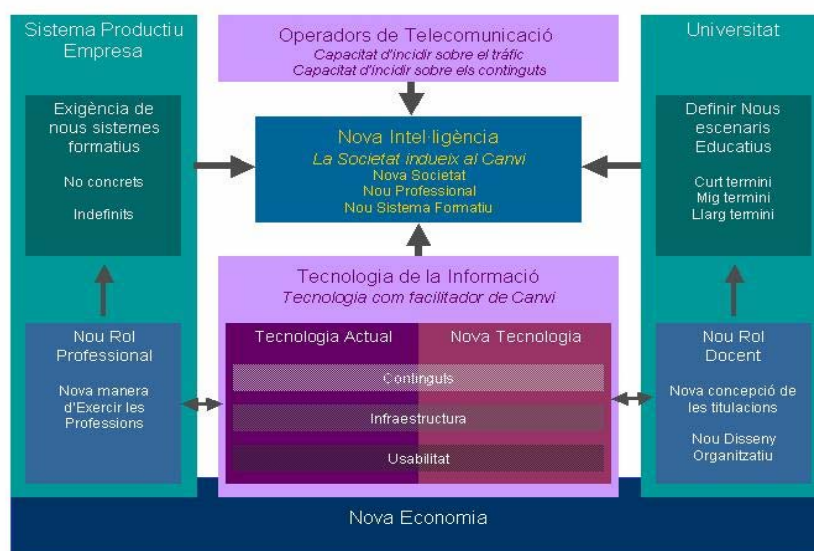 Sistema Productiu
Empresa
Exigència de
nous sistemes
formatius
No concrets
Indefinits
Nou Rol
Professional
Nova manera
d'Exercir les
Professions
Operadors de Telecomunicació
Capacitat d'incidir sobre el tràfic
Capacitat d'incidir sobre els continguts
Nova Intel·ligència
La Societat indueix al Canvi
Nova Societat
Nou Professional
Nou Sistema Formatiu
Tecnologia de la Informació
Tecnologia com facilitador de Canvi
Tecnologia Actual
Nova Tecnologia
Continguts
Infraestructura
Usabilitat
Universitat
Definir Nous
escenaris
Educatius
Curt termini
Mig termini
Llarg termini
Nou Rol
Docent
Nova concepció de
les titulacions
Nou Disseny
Organitzatiu
Nova Economia